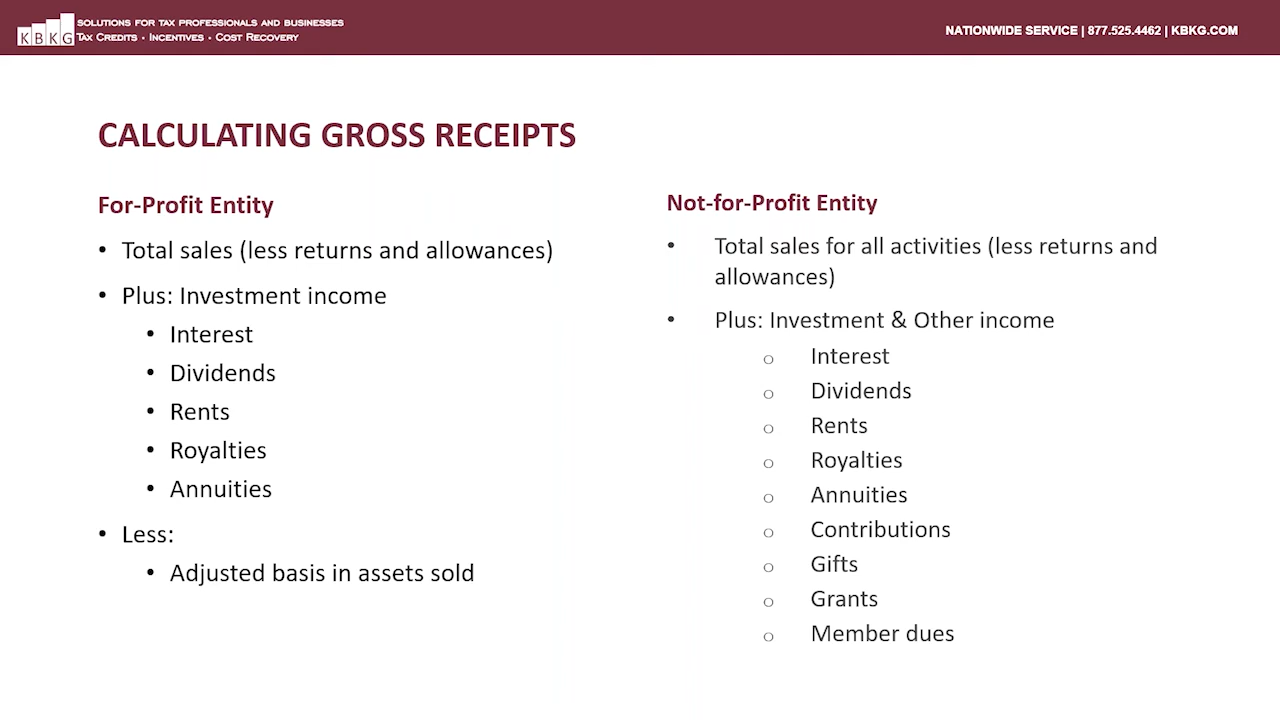 KBKG
SOLUTIONS FOR TAX PROFESSIONALS AND BUSINESSES
TAX CREDITS • INCENTIVES • COST RECOVERY
NATIONWIDE SERVICE | 877.525.4462 | KBKG.COM
CALCULATING GROSS RECEIPTS
For-Profit Entity
• Total sales (less returns and allowances)
• Plus: Investment income
• Interest
• Dividends
• Rents
• Royalties
• Annuities
• Less:
• Adjusted basis in assets sold
Not-for-Profit Entity
• Total sales for all activities (less returns and
allowances)
• Plus: Investment & Other income
o Interest
o Dividends
o Rents
o Royalties
o Annuities
o Contributions
o Gifts
o Grants
o Member dues